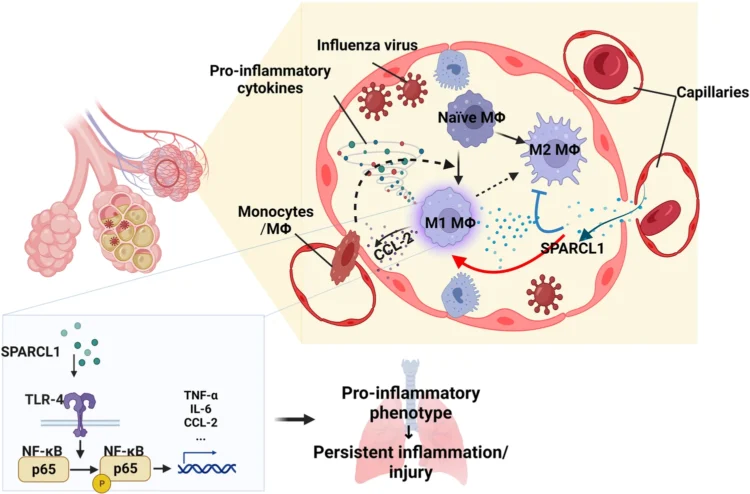 Influenza virus
Pro-inflammatory
cytokines
Naïve MΦ
M2 MΦ
Capillaries
M1 MΦ
Monocytes
/MΦ
CCL-2
SPARCL1
SPARCL1
TLR-4
NF-κB
p65
NF-κB
p65
P
TNF-α
IL-6
CCL-2
...
Pro-inflammatory
phenotype
Persistent inflammation/
injury